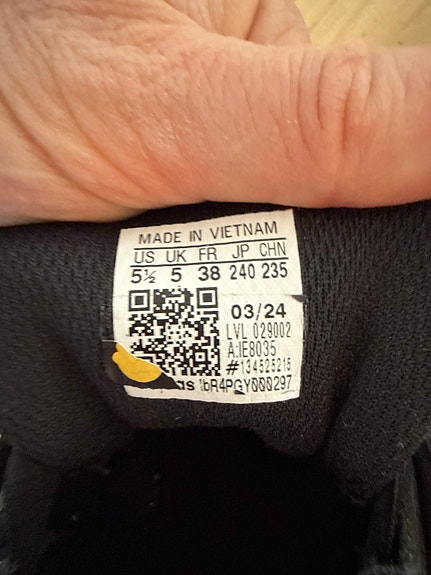 MADE IN VIETNAM
US UK FR JP CHN
5½ 5 38 240 235
03/24
LVL 029002
A:IE8035
#134525215